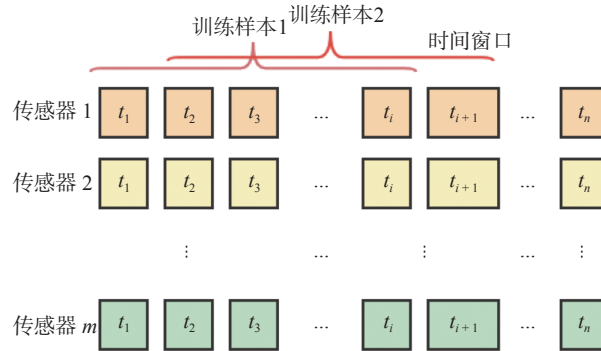 训练样本2
训练样本1
时间窗口
传感器 1 t₁ t₂ t₃ ... tᵢ tᵢ₊₁ ... tₙ
传感器 2 t₁ t₂ t₃ ... tᵢ tᵢ₊₁ ... tₙ
⋮ ... ⋮ ... ⋮
传感器 m t₁ t₂ t₃ ... tᵢ tᵢ₊₁ ... tₙ